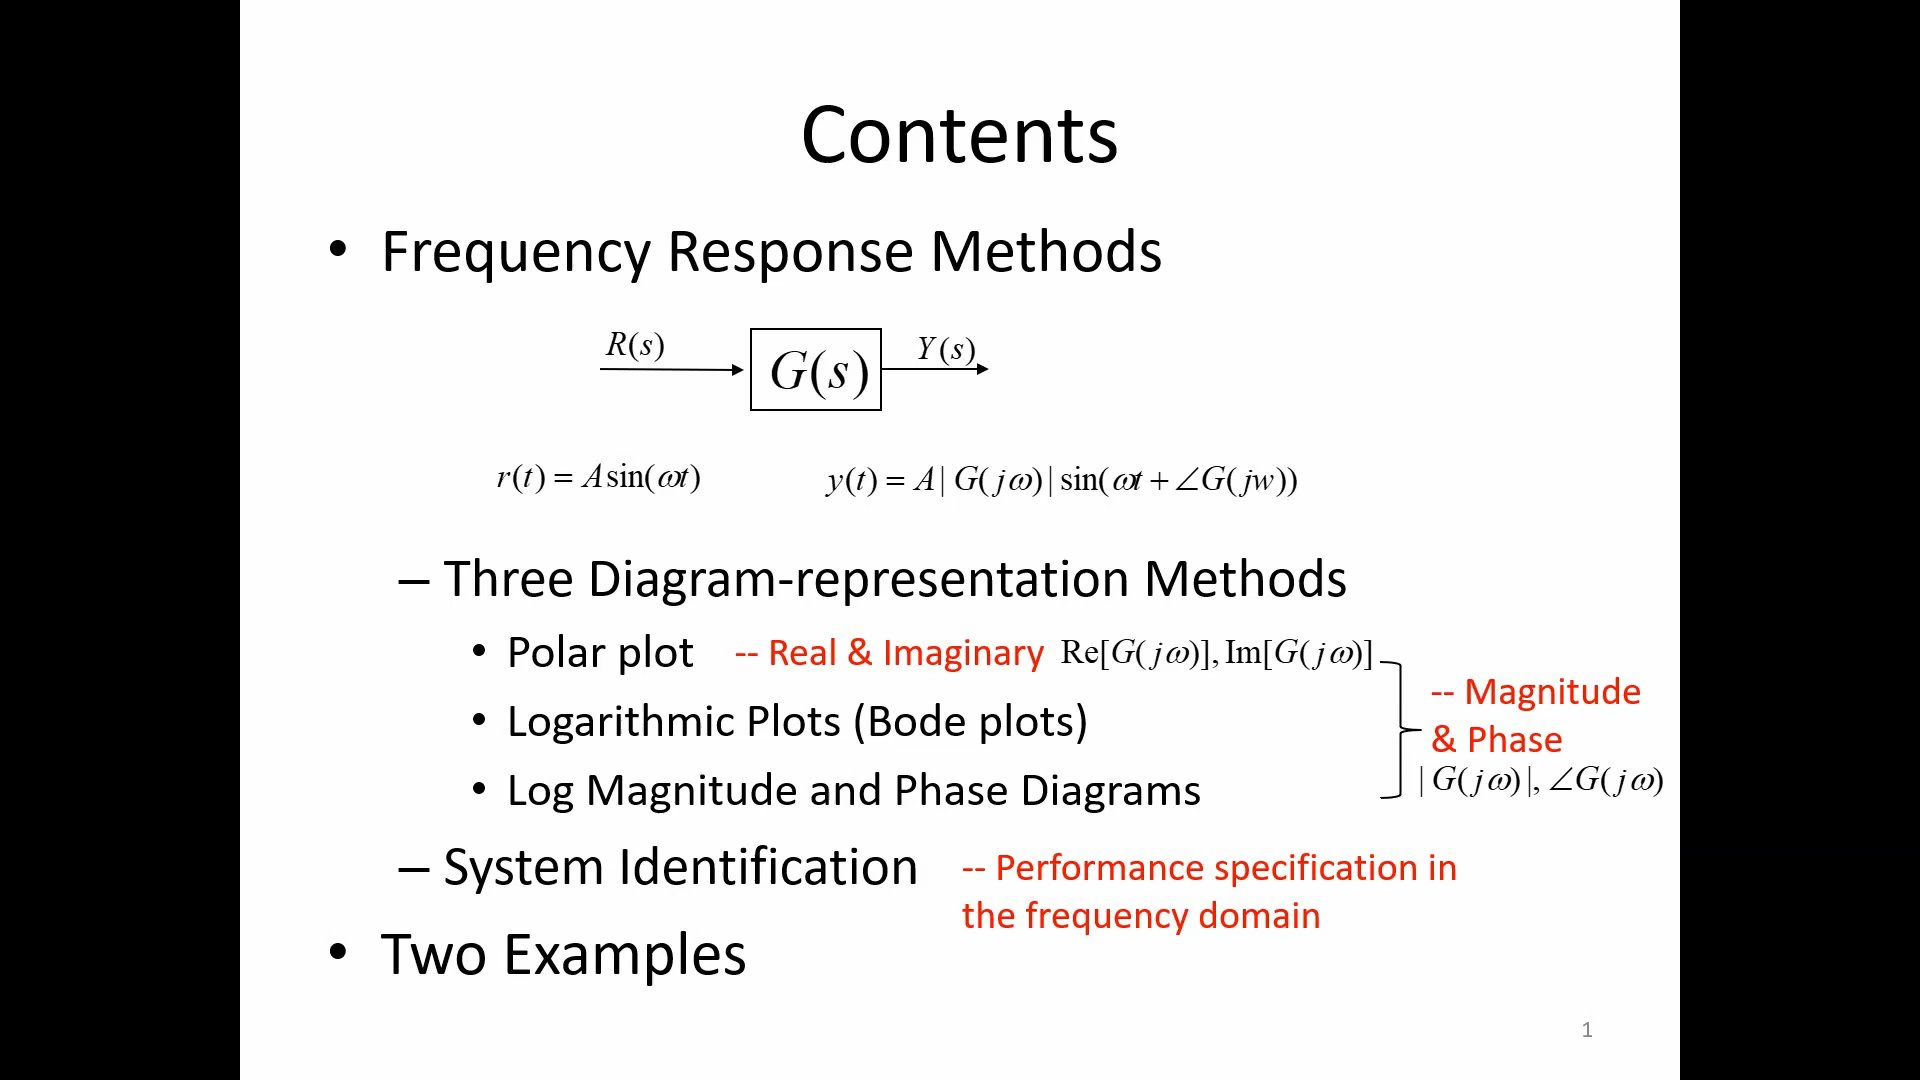 Contents
• Frequency Response Methods
R(s)
G(s)
Y(s)
r(t) = A sin(ωt)
y(t) = A | G(jω) | sin(ωt + ∠G(jw))
– Three Diagram-representation Methods
• Polar plot -- Real & Imaginary Re[G(jω)], Im[G(jω)]
• Logarithmic Plots (Bode plots)
• Log Magnitude and Phase Diagrams
-- Magnitude
& Phase
| G(jω) |, ∠G(jω)
– System Identification -- Performance specification in
the frequency domain
• Two Examples
1